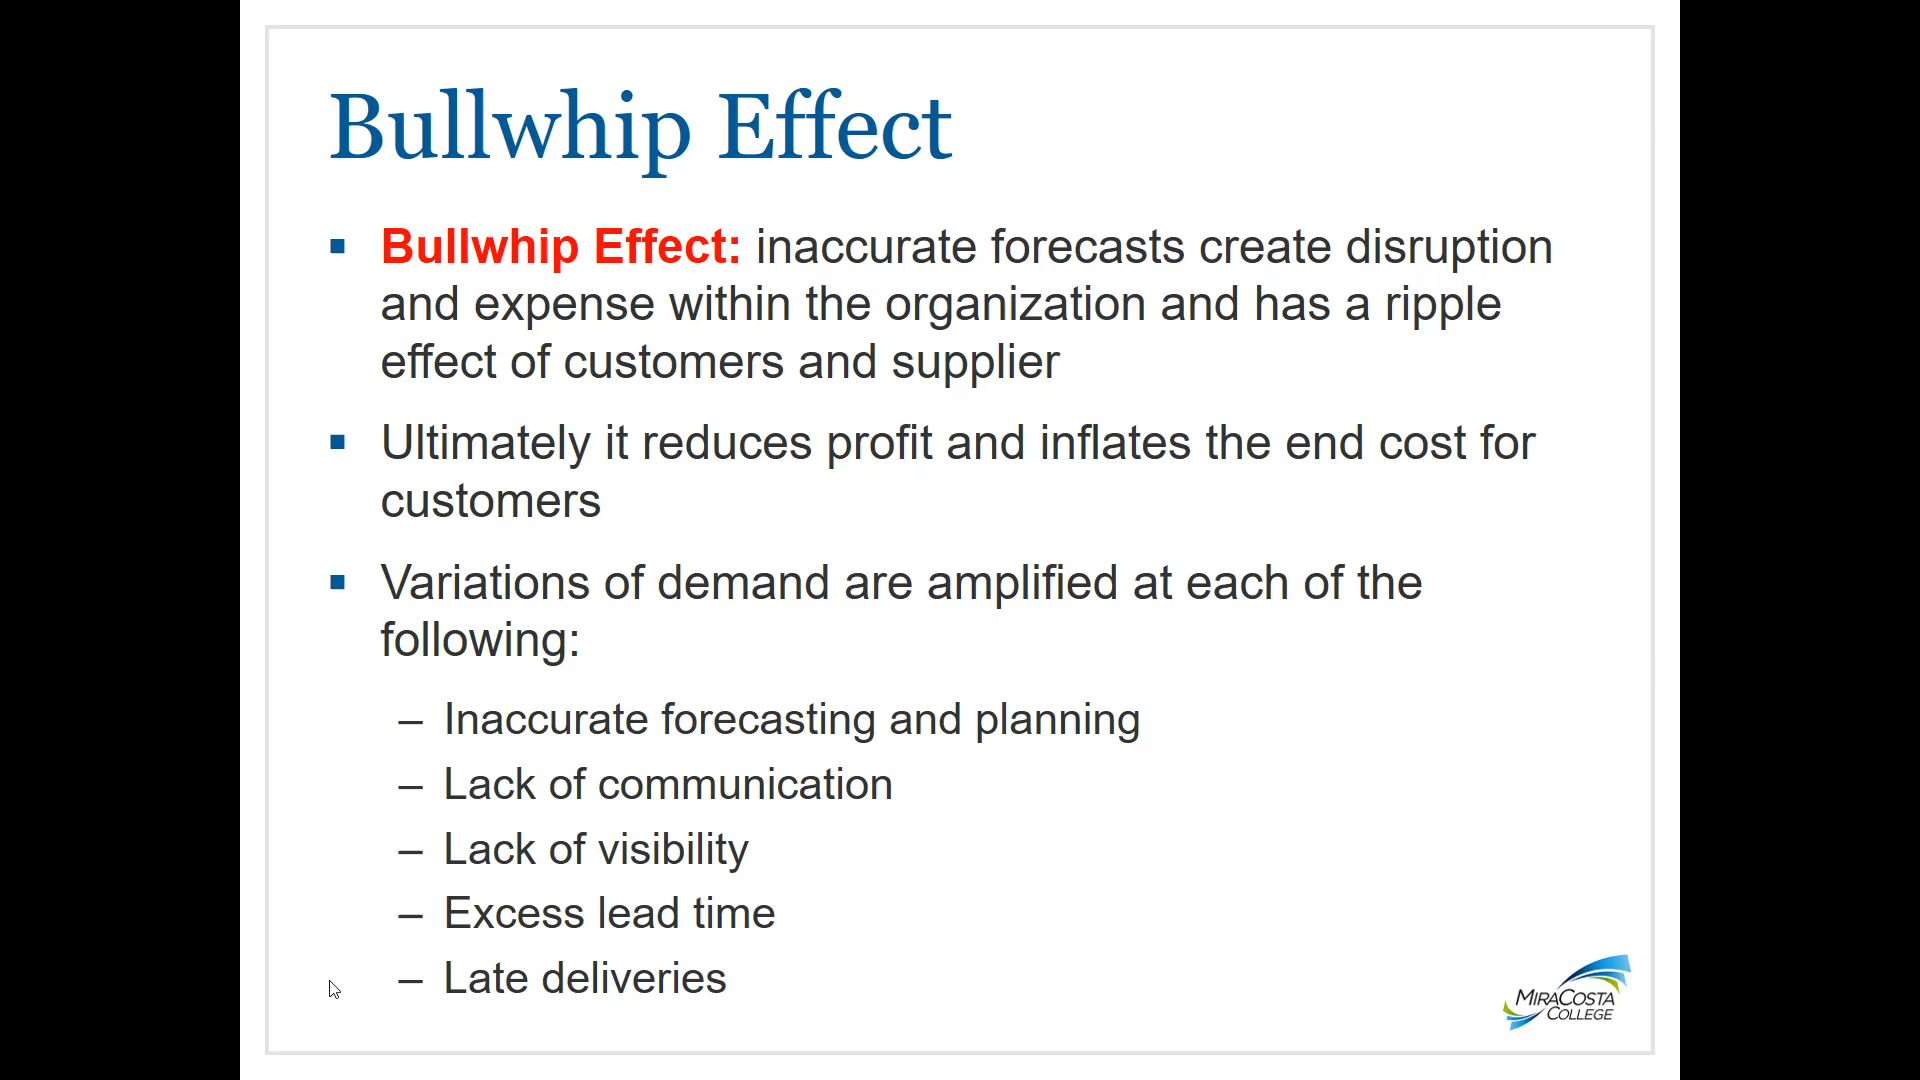 Bullwhip Effect
▪ Bullwhip Effect: inaccurate forecasts create disruption
and expense within the organization and has a ripple
effect of customers and supplier
▪ Ultimately it reduces profit and inflates the end cost for
customers
▪ Variations of demand are amplified at each of the
following:
– Inaccurate forecasting and planning
– Lack of communication
– Lack of visibility
– Excess lead time
– Late deliveries
MIRACOSTA
COLLEGE